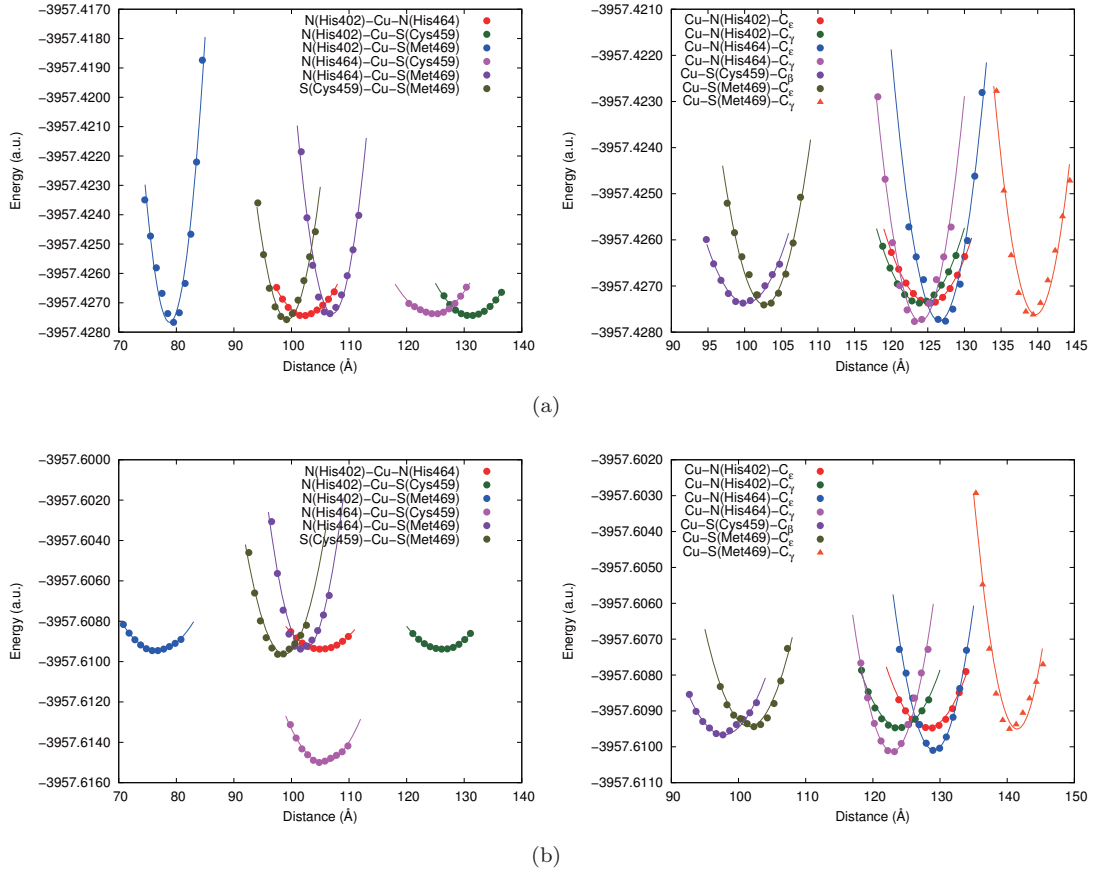 −3957.4170
−3957.4180
−3957.4190
−3957.4200
−3957.4210
−3957.4220
−3957.4230
−3957.4240
−3957.4250
−3957.4260
−3957.4270
−3957.4280
70 80 90 100 110 120 130 140
Energy (a.u.)
Distance (Å)
N(His402)−Cu−N(His464)
N(His402)−Cu−S(Cys459)
N(His402)−Cu−S(Met469)
N(His464)−Cu−S(Cys459)
N(His464)−Cu−S(Met469)
S(Cys459)−Cu−S(Met469)
−3957.4210
−3957.4220
−3957.4230
−3957.4240
−3957.4250
−3957.4260
−3957.4270
−3957.4280
90 95 100 105 110 115 120 125 130 135 140 145
Energy (a.u.)
Distance (Å)
Cu−N(His402)−Cε
Cu−N(His402)−Cγ
Cu−N(His464)−Cε
Cu−N(His464)−Cγ
Cu−S(Cys459)−Cβ
Cu−S(Met469)−Cε
Cu−S(Met469)−Cγ
(a)
−3957.6000
−3957.6020
−3957.6040
−3957.6060
−3957.6080
−3957.6100
−3957.6120
−3957.6140
−3957.6160
70 80 90 100 110 120 130 140
Energy (a.u.)
Distance (Å)
N(His402)−Cu−N(His464)
N(His402)−Cu−S(Cys459)
N(His402)−Cu−S(Met469)
N(His464)−Cu−S(Cys459)
N(His464)−Cu−S(Met469)
S(Cys459)−Cu−S(Met469)
−3957.6020
−3957.6030
−3957.6040
−3957.6050
−3957.6060
−3957.6070
−3957.6080
−3957.6090
−3957.6100
−3957.6110
90 100 110 120 130 140 150
Energy (a.u.)
Distance (Å)
Cu−N(His402)−Cε
Cu−N(His402)−Cγ
Cu−N(His464)−Cε
Cu−N(His464)−Cγ
Cu−S(Cys459)−Cβ
Cu−S(Met469)−Cε
Cu−S(Met469)−Cγ
(b)